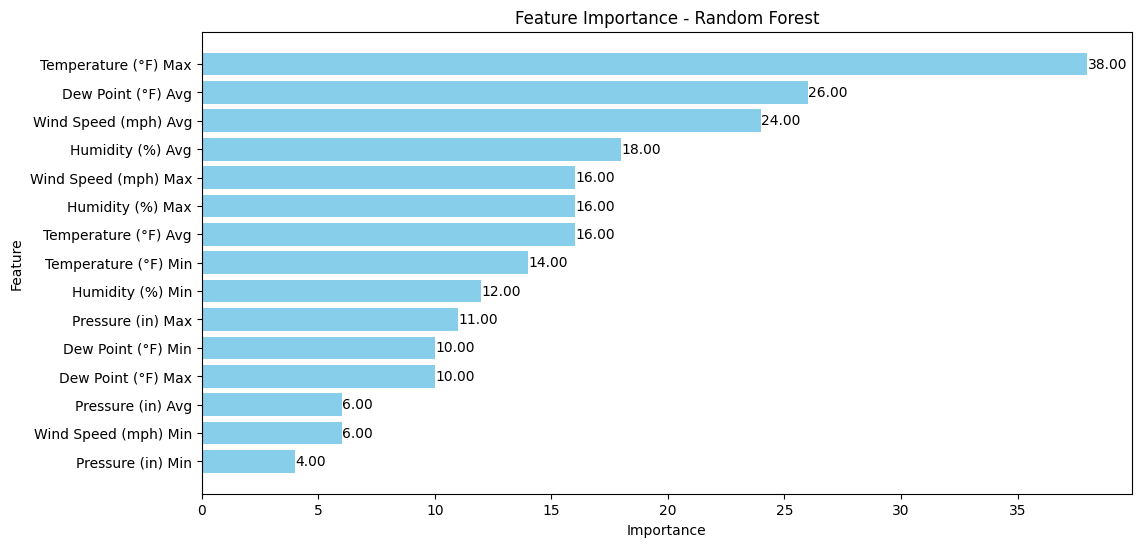 Feature Importance - Random Forest
Temperature (°F) Max 38.00
Dew Point (°F) Avg 26.00
Wind Speed (mph) Avg 24.00
Humidity (%) Avg 18.00
Wind Speed (mph) Max 16.00
Humidity (%) Max 16.00
Temperature (°F) Avg 16.00
Temperature (°F) Min 14.00
Humidity (%) Min 12.00
Pressure (in) Max 11.00
Dew Point (°F) Min 10.00
Dew Point (°F) Max 10.00
Pressure (in) Avg 6.00
Wind Speed (mph) Min 6.00
Pressure (in) Min 4.00
Feature
0 5 10 15 20 25 30 35
Importance